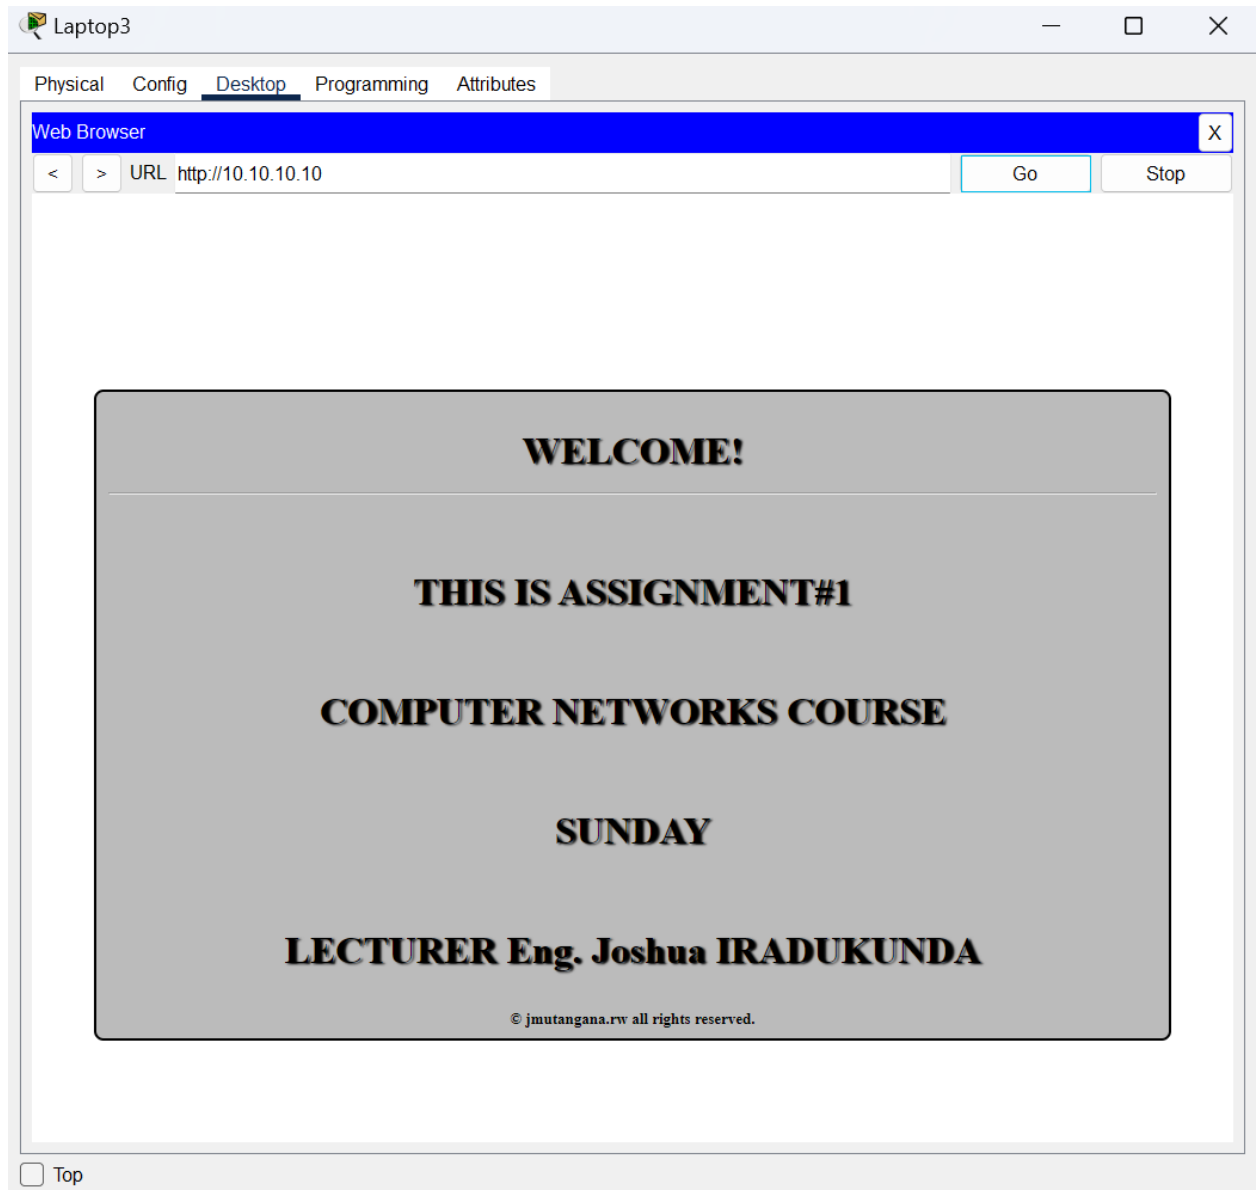 Laptop3
Physical Config Desktop Programming Attributes
Web Browser X
< > URL http://10.10.10.10 Go Stop
WELCOME!
THIS IS ASSIGNMENT#1
COMPUTER NETWORKS COURSE
SUNDAY
LECTURER Eng. Joshua IRADUKUNDA
© jmutangana.rw all rights reserved.
Top